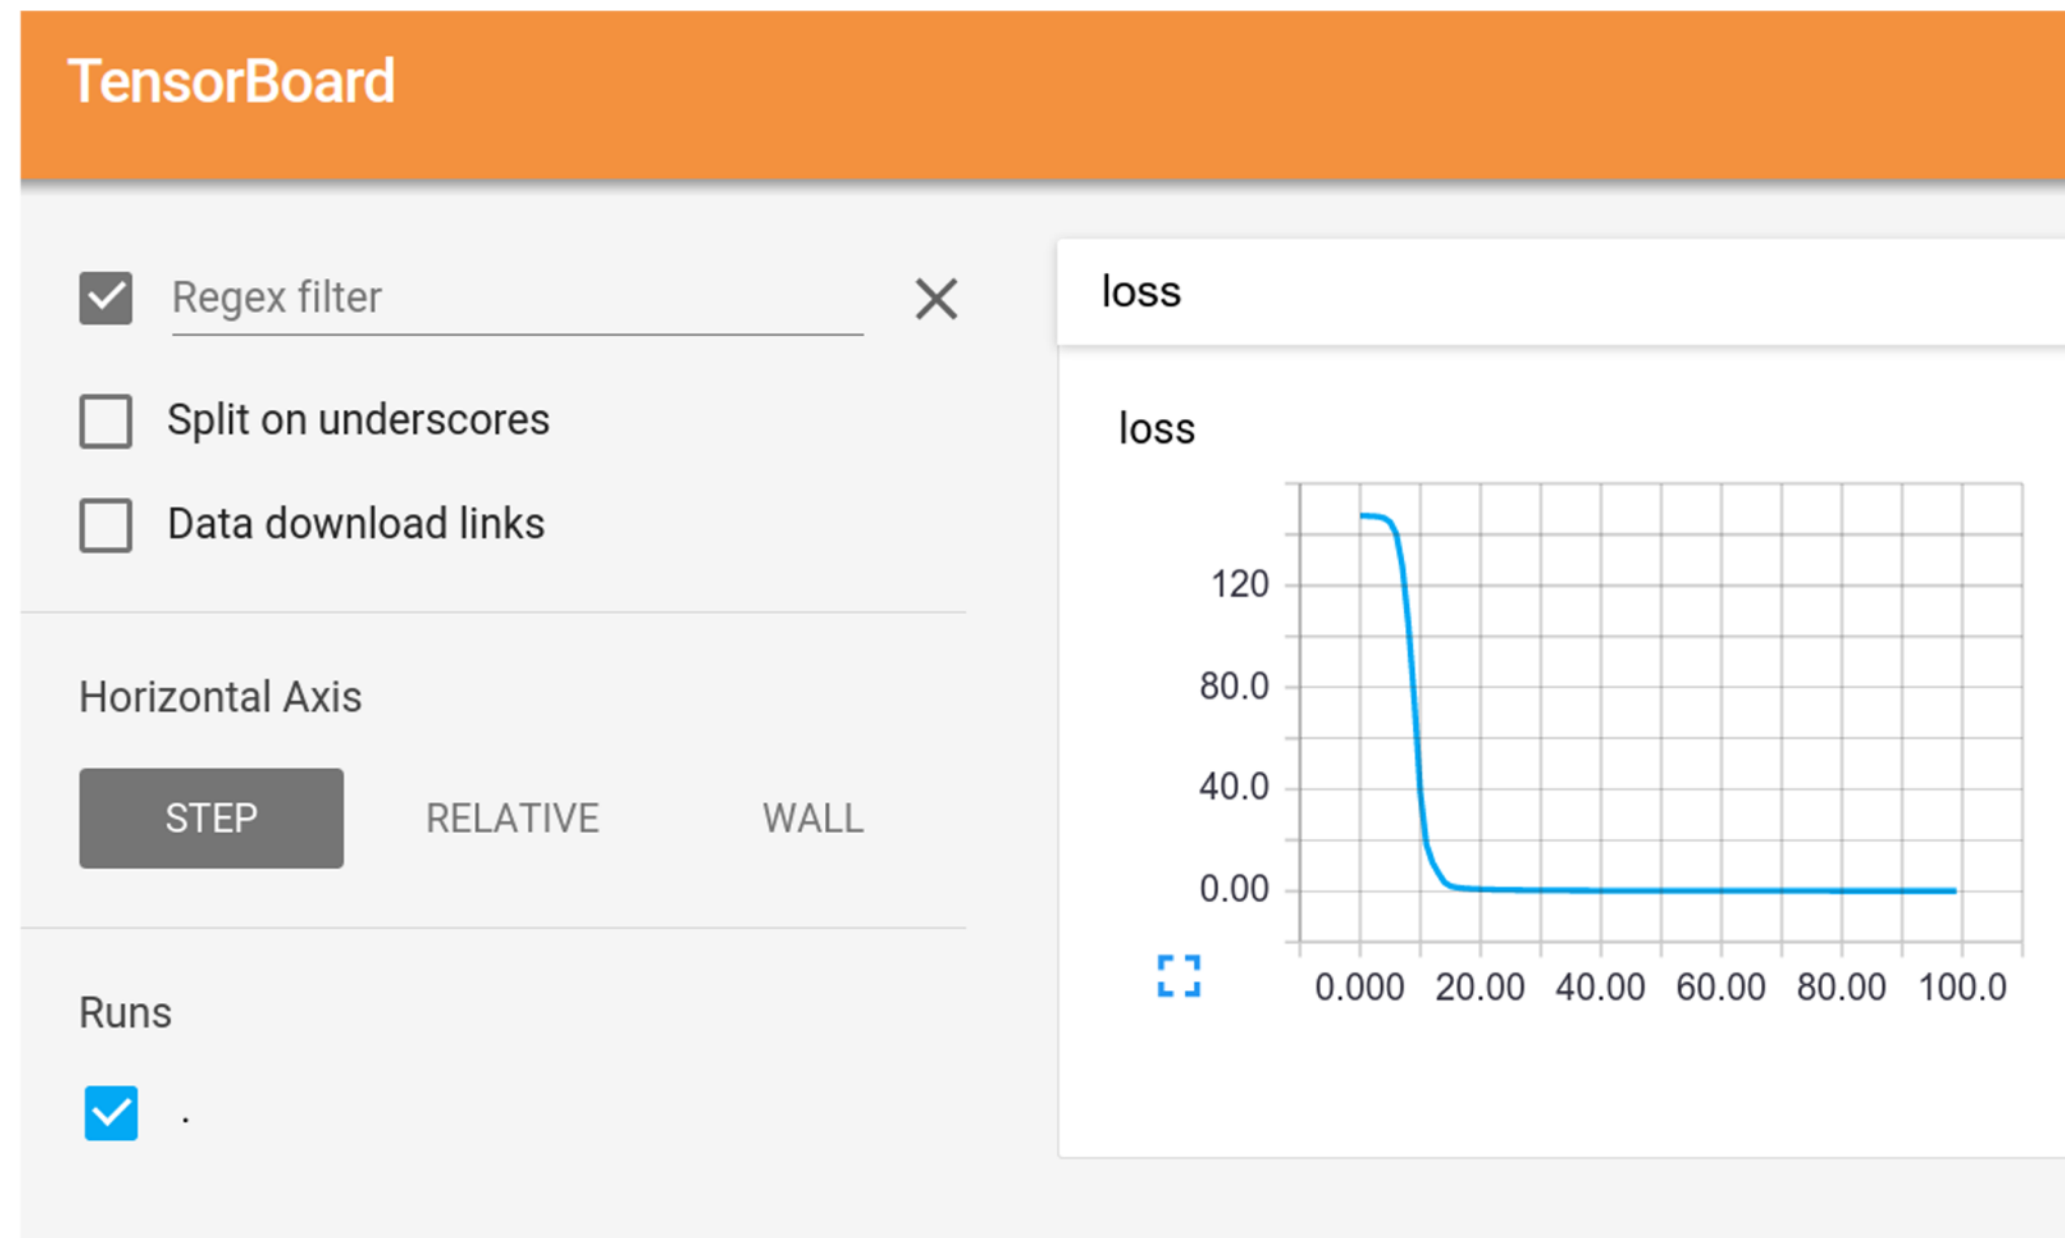 TensorBoard
Regex filter
Split on underscores
Data download links
Horizontal Axis
STEP RELATIVE WALL
Runs
.
loss
loss
120
80.0
40.0
0.00
0.000 20.00 40.00 60.00 80.00 100.0